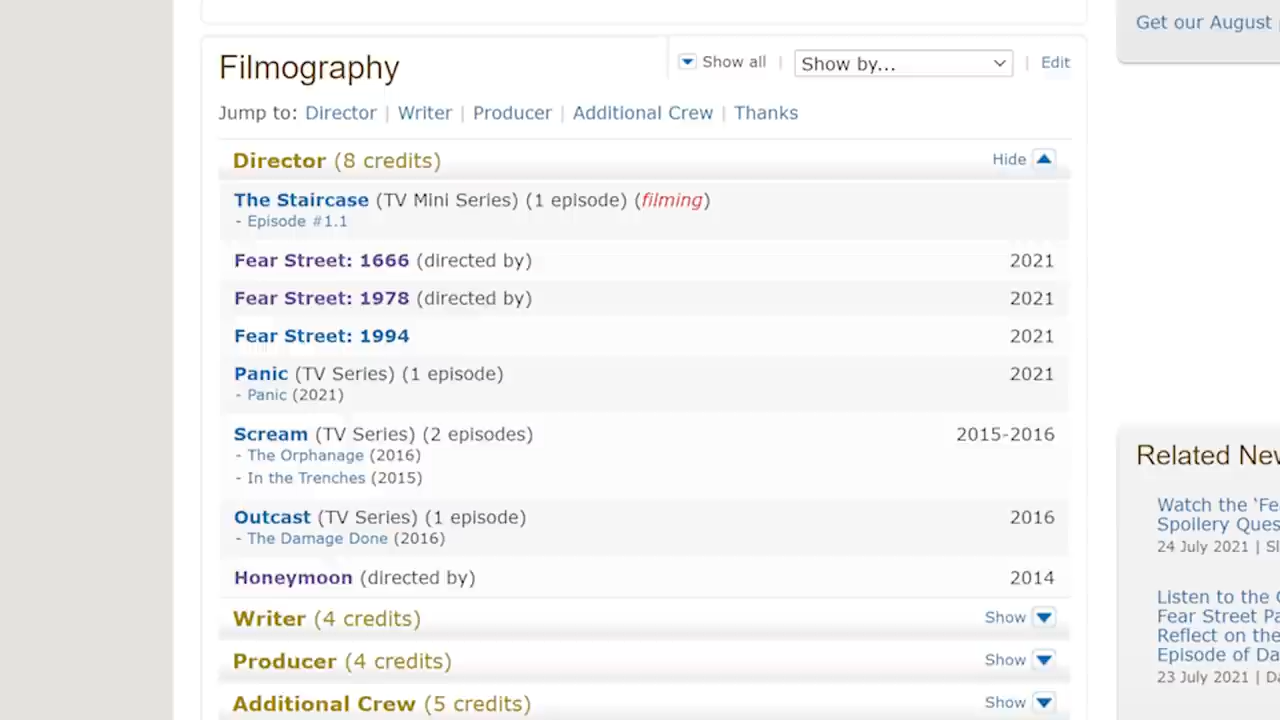 Get our August
Filmography
Show all | Show by... | Edit
Jump to: Director | Writer | Producer | Additional Crew | Thanks
Director (8 credits) Hide
The Staircase (TV Mini Series) (1 episode) (filming)
- Episode #1.1
Fear Street: 1666 (directed by) 2021
Fear Street: 1978 (directed by) 2021
Fear Street: 1994 2021
Panic (TV Series) (1 episode) 2021
- Panic (2021)
Scream (TV Series) (2 episodes) 2015-2016
- The Orphanage (2016)
- In the Trenches (2015)
Outcast (TV Series) (1 episode) 2016
- The Damage Done (2016)
Honeymoon (directed by) 2014
Writer (4 credits) Show
Producer (4 credits) Show
Additional Crew (5 credits) Show
Related New
Watch the ‘Fea
Spoilery Ques
24 July 2021 | Sl
Listen to the
Fear Street Pa
Reflect on the
Episode of Da
23 July 2021 | Da